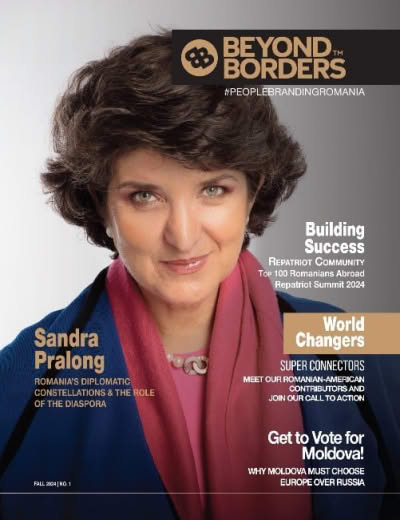 BEYOND™
BORDERS
#PEOPLEBRANDINGROMANIA
Building
Success
REPATRIOT COMMUNITY
TOP 100 Romanians Abroad
Repatriot Summit 2024
World
Changers
SUPER CONNECTORS
MEET OUR ROMANIAN-AMERICAN
CONTRIBUTORS AND
JOIN OUR CALL TO ACTION
Sandra
Pralong
ROMANIA'S DIPLOMATIC
CONSTELLATIONS & THE ROLE
OF THE DIASPORA
Get to Vote for
Moldova!
WHY MOLDOVA MUST CHOOSE
EUROPE OVER RUSSIA
FALL 2024 | NO. 1